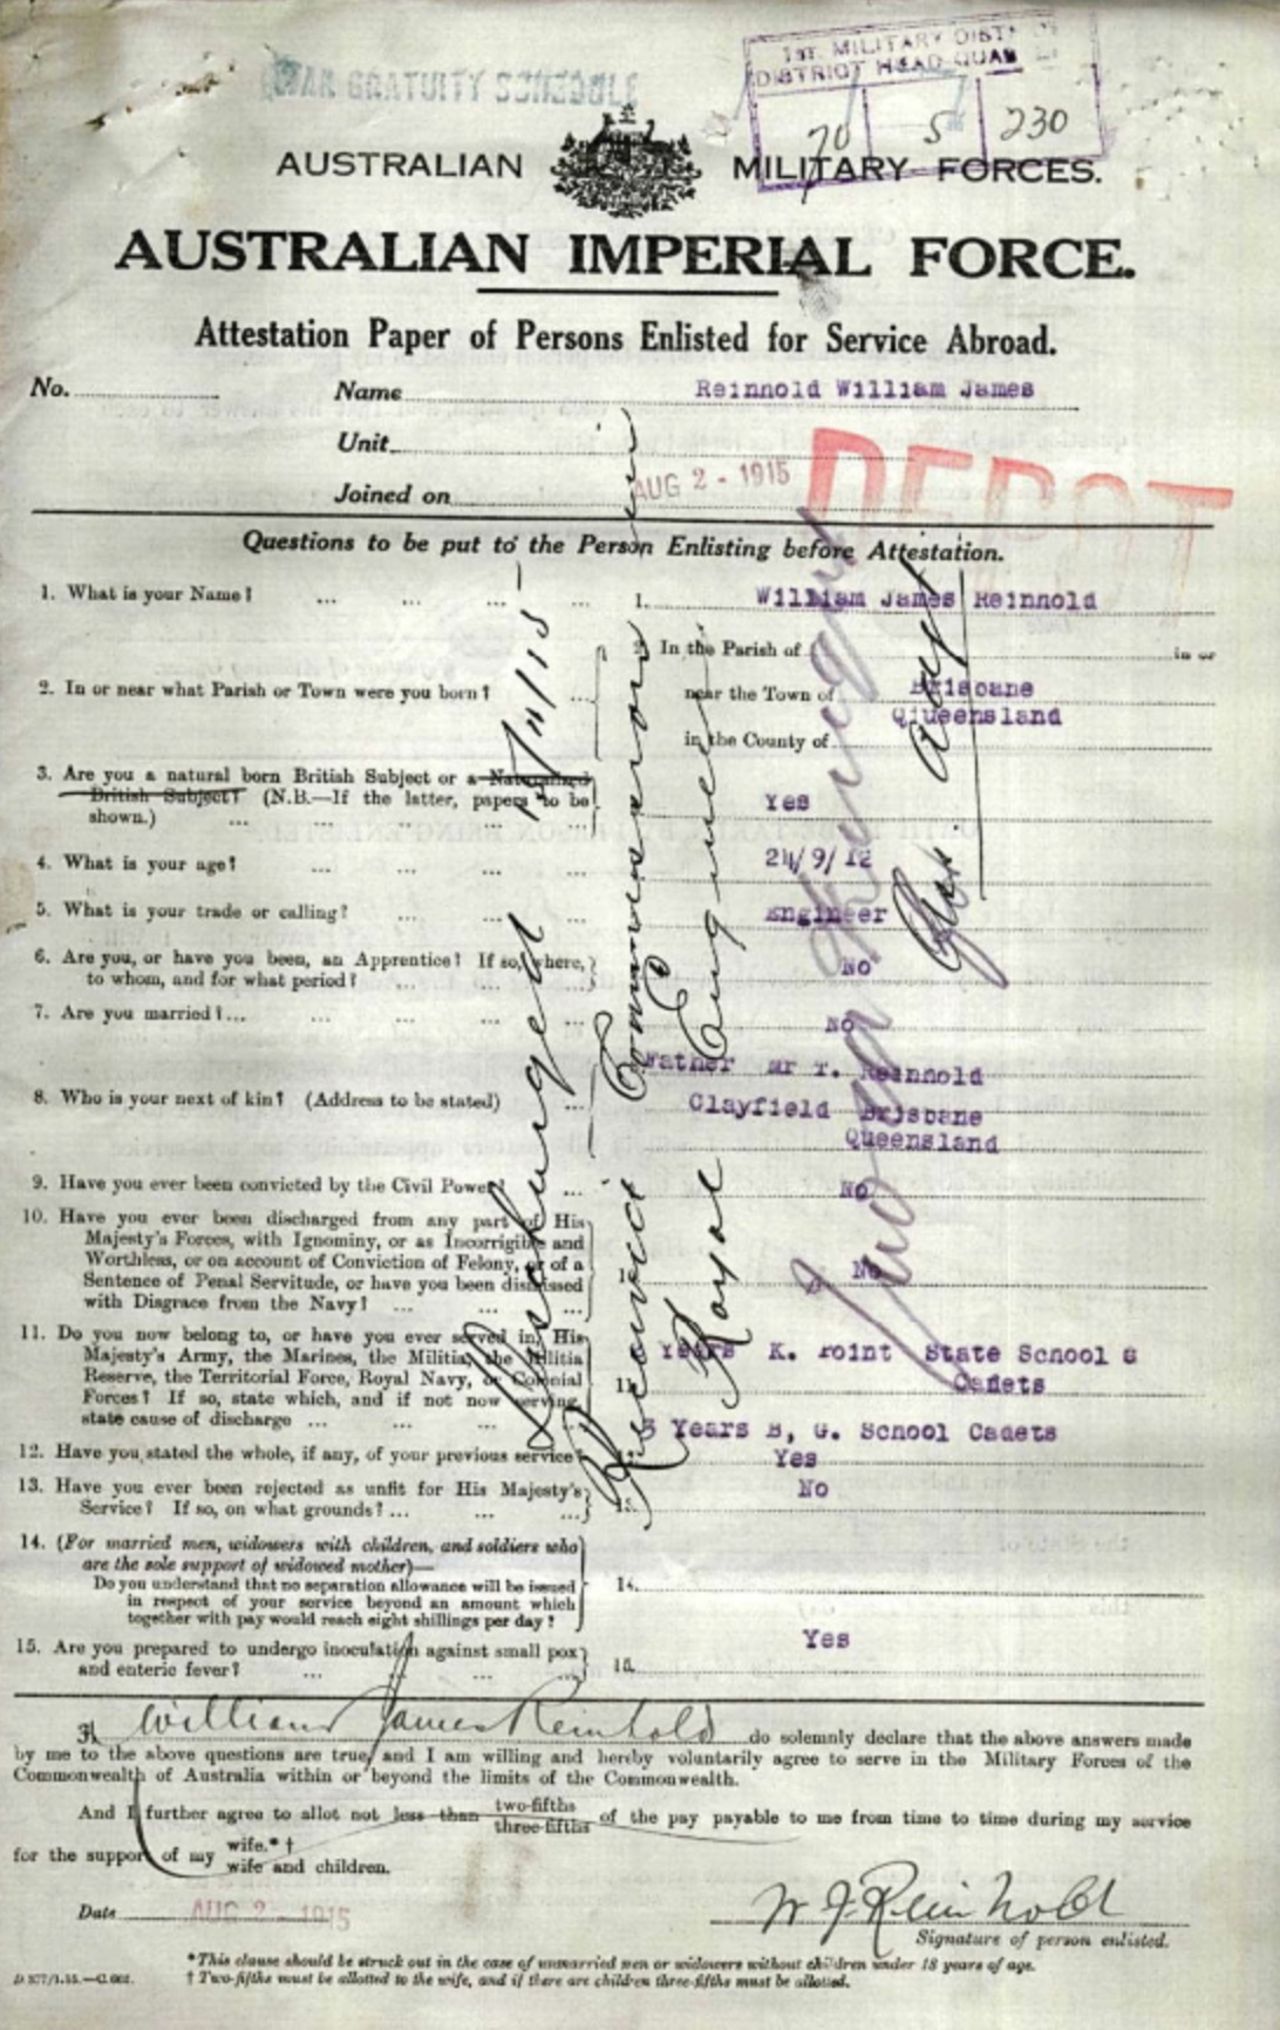 WAR GRATUITY SCHEDULE
1ST. MILITARY DIST
DISTRICT HEAD QUAR
70 5 230
AUSTRALIAN MILITARY FORCES.
AUSTRALIAN IMPERIAL FORCE.
Attestation Paper of Persons Enlisted for Service Abroad.
No. Name Reinnold William James
Unit
Joined on AUG 2 - 1915
DEPOT
Questions to be put to the Person Enlisting before Attestation.
1. What is your Name? ... ... ... ... 1. William James Reinnold
2. In or near what Parish or Town were you born? ... 2. In the Parish of in or
near the Town of Brisbane
Q;ueensland
in the County of
3. Are you a natural born British Subject or a Naturalized
British Subject? (N.B.—If the latter, papers to be
shown.) ... ... ... ... ... Yes
4. What is your age? ... ... ... 24/9/12
5. What is your trade or calling? ... ... ... Engineer
6. Are you, or have you been, an Apprentice? If so, where,
to whom, and for what period? ... ... ... No
7. Are you married?... ... ... ... ... No
Father Mr T. Reinnold
8. Who is your next of kin? (Address to be stated) ... Clayfield Brisbane
Queensland
9. Have you ever been convicted by the Civil Power? ... No
10. Have you ever been discharged from any part of His
Majesty's Forces, with Ignominy, or as Incorrigible and
Worthless, or on account of Conviction of Felony, or of a
Sentence of Penal Servitude, or have you been dismissed
with Disgrace from the Navy? ... ... ... No
11. Do you now belong to, or have you ever served in, His
Majesty's Army, the Marines, the Militia, the Militia
Reserve, the Territorial Force, Royal Navy, or Colonial
Forces? If so, state which, and if not now serving,
state cause of discharge ... ... ...
Years K. Point State School s
Cadets
3 Years B, G. School Cadets
12. Have you stated the whole, if any, of your previous service? Yes
13. Have you ever been rejected as unfit for His Majesty's
Service? If so, on what grounds? ... ... ... 13. No
14. (For married men, widowers with children, and soldiers who
are the sole support of widowed mother)—
Do you understand that no separation allowance will be issued
in respect of your service beyond an amount which
together with pay would reach eight shillings per day? 14.
15. Are you prepared to undergo inoculation against small pox
and enteric fever? ... ... ... 15. Yes
Discharged 15/11/15 —
Received Commission in
Royal Engineers
I, William James Reinhold do solemnly declare that the above answers made
by me to the above questions are true, and I am willing and hereby voluntarily agree to serve in the Military Forces of the
Commonwealth of Australia within or beyond the limits of the Commonwealth.
And I further agree to allot not less than two-fifths
three-fifths of the pay payable to me from time to time during my service
for the support of my wife.* †
wife and children.
Date AUG 2 - 1915
W J Reinhold
Signature of person enlisted.
*This clause should be struck out in the case of unmarried men or widowers without children under 18 years of age.
† Two-fifths must be allotted to the wife, and if there are children three-fifths must be allotted.